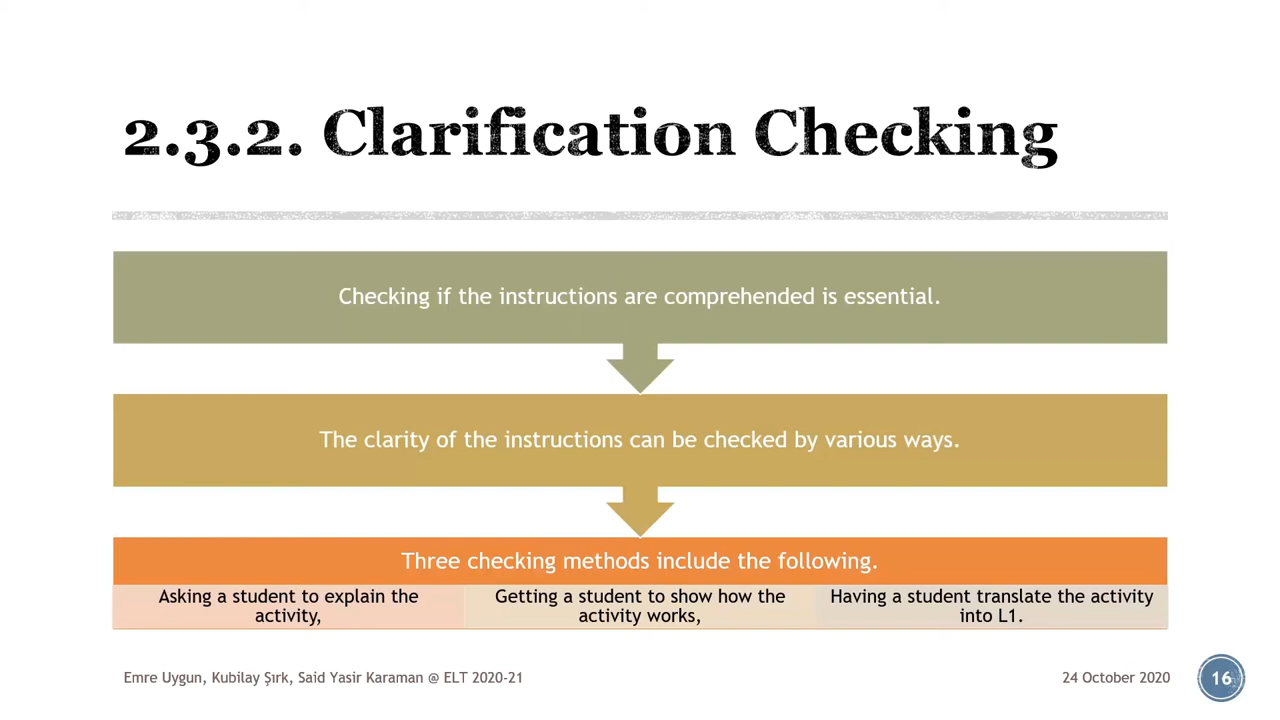 2.3.2. Clarification Checking
Checking if the instructions are comprehended is essential.
The clarity of the instructions can be checked by various ways.
Three checking methods include the following.
Asking a student to explain the
activity,
Getting a student to show how the
activity works,
Having a student translate the activity
into L1.
Emre Uygun, Kubilay Şırk, Said Yasir Karaman @ ELT 2020-21
24 October 2020
16